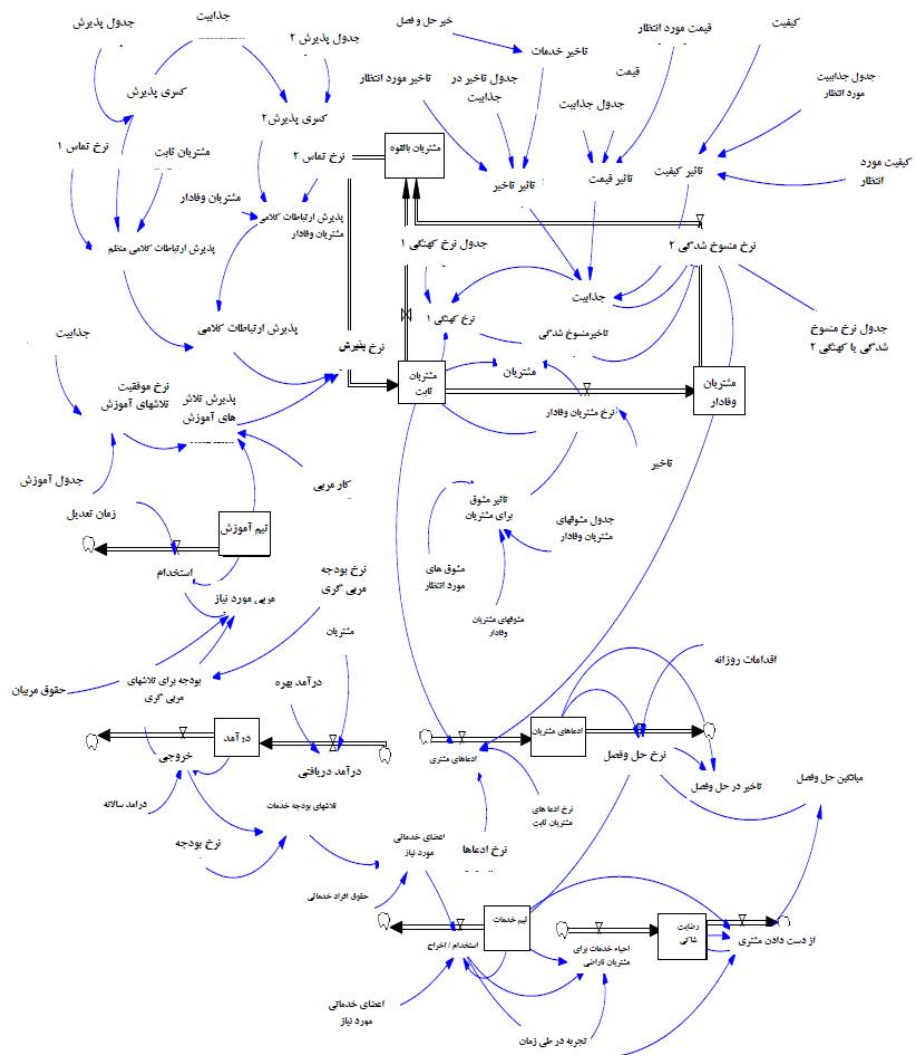 جذابیت
جدول پذیرش
جدول پذیرش ۲
کسری پذیرش
کسری پذیرش۲
نرخ تماس ۱
مشتریان ثابت
نرخ تماس ۲
مشتریان وفادار
پذیرش ارتباطات کلامی
مشتریان وفادار
پذیرش ارتباطات کلامی منظم
پذیرش ارتباطات کلامی
نرخ پذیرش
خیر حل و فصل
تاخیر خدمات
قیمت مورد انتظار
کیفیت
تاخیر مورد انتظار
جدول تاخیر در
جذابیت
قیمت
جدول جذابیت
جدول جذابییت
مورد انتظار
مشتریان بالقوه
تاثیر تاخیر
تاثیر قیمت
تاثیر کیفیت
کیفیت مورد
انتظار
جدول نرخ کهنگی 1
نرخ منسوخ شدگی ۲
جذابیت
نرخ کهنگی 1
تاخیرمنسوخ شدگی
جدول نرخ منسوخ
شدگی یا کهنگی ۲
مشتریان
ثابت
مشتریان
مشتریان
وفادار
نرخ مشتریان وفادار
تاخیر
جذابیت
نرخ موفقیت
تلاشهای آموزش
پذیرش تلاش
های آموزش
جدول آموزش
کار مربی
زمان تعدیل
تیم آموزش
استخدام
مربی مورد نیاز
نرخ بودجه
مربی گری
تاثیر مشوق
برای مشتریان
جدول مشوقهای
مشتریان وفادار
مشوق های
مورد انتظار
مشوقهای مشتریان
وفادار
مشتریان
حقوق مربیان
بودجه برای تلاشهای
مربی گری
درآمد بهره
اقدامات روزانه
درآمد
خروجی
درآمد دریافتی
ادعاهای مشتریان
ادعاهای مشتری
نرخ حل وفصل
تاخیر در حل وفصل
میانگین حل وفصل
درامد سالانه
تلاشهای بودجه خدمات
نرخ ادعا های
مشتریان ثابت
نرخ بودجه
اعضای خدماتی
مورد نیاز
نرخ ادعاها
حقوق افراد خدماتی
تیم خدمات
رضایت
شاکی
استخدام / اخراج
احیاء خدمات برای
مشتریان ناراضی
از دست دادن مشتری
اعضای خدماتی
مورد نیاز
تجربه در طی زمان